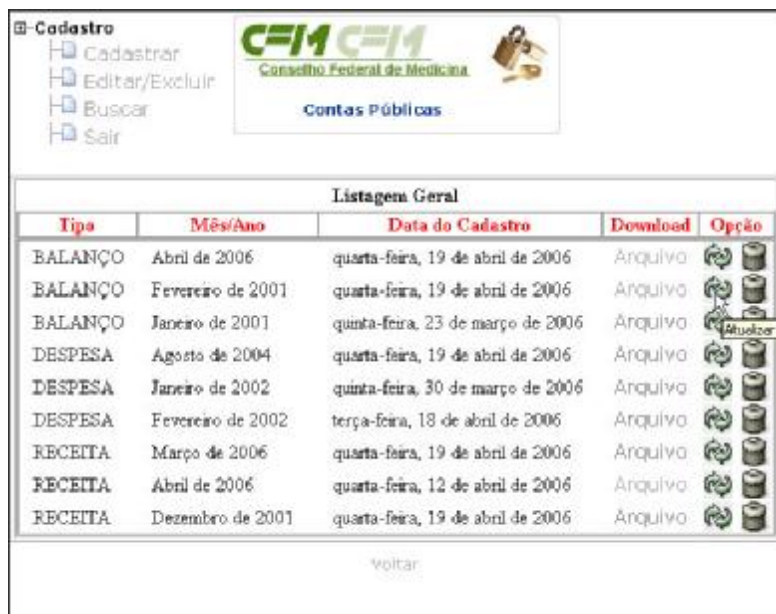 Cadastro
Cadastrar
Editar/Excluir
Buscar
Sair
CFM CFM
Conselho Federal de Medicina
Contas Públicas
Listagem Geral
Tipo Mês/Ano Data do Cadastro Download Opção
BALANÇO Abril de 2006 quarta-feira, 19 de abril de 2006 Arquivo
BALANÇO Fevereiro de 2001 quarta-feira, 19 de abril de 2006 Arquivo
BALANÇO Janeiro de 2001 quinta-feira, 23 de março de 2006 Arquivo
Atualizar
DESPESA Agosto de 2004 quarta-feira, 19 de abril de 2006 Arquivo
DESPESA Janeiro de 2002 quinta-feira, 30 de março de 2006 Arquivo
DESPESA Fevereiro de 2002 terça-feira, 18 de abril de 2006 Arquivo
RECEITA Março de 2006 quarta-feira, 19 de abril de 2006 Arquivo
RECEITA Abril de 2006 quarta-feira, 12 de abril de 2006 Arquivo
RECEITA Dezembro de 2001 quarta-feira, 19 de abril de 2006 Arquivo
Voltar